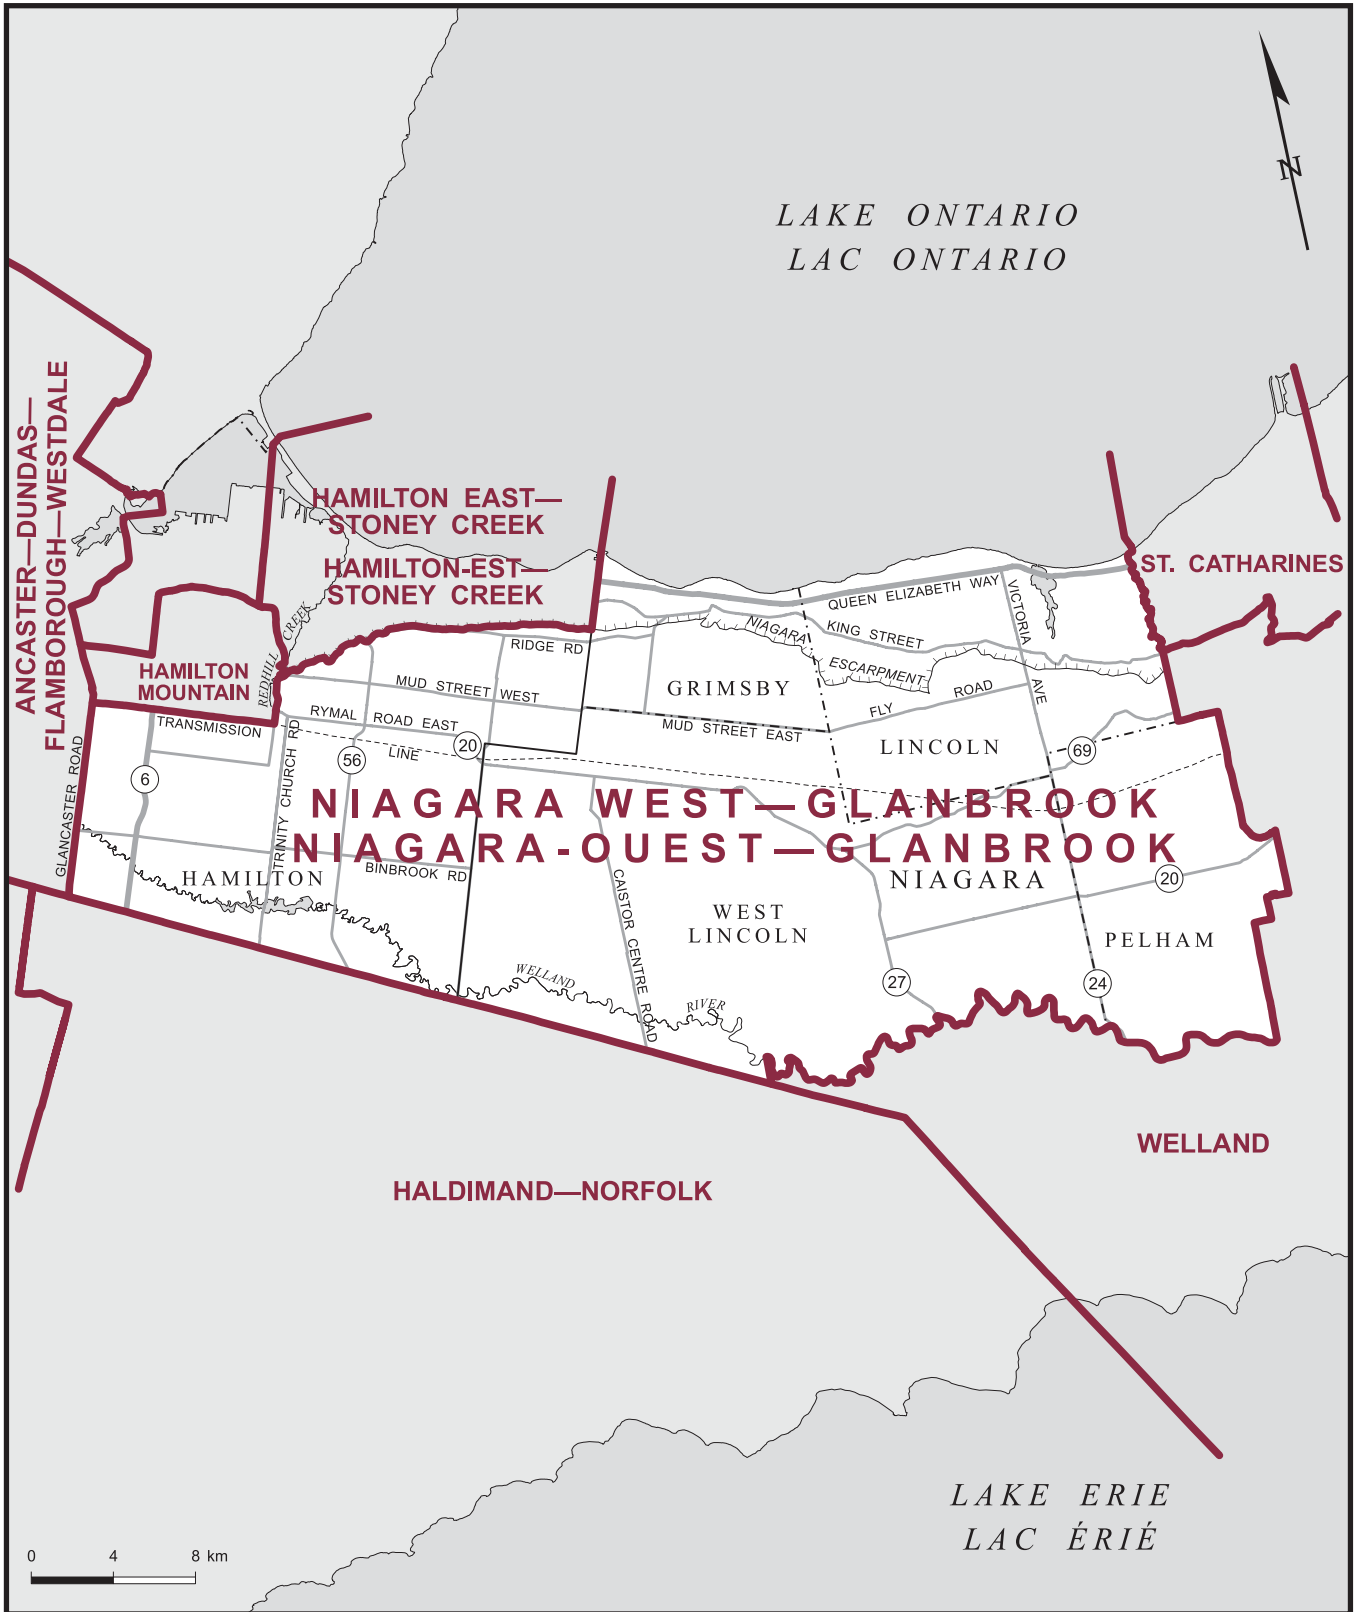 N
LAKE ONTARIO
LAC ONTARIO
ANCASTER—DUNDAS—
FLAMBOROUGH—WESTDALE
HAMILTON EAST—
STONEY CREEK
HAMILTON-EST—
STONEY CREEK
ST. CATHARINES
HAMILTON
MOUNTAIN
REDHILL CREEK
QUEEN ELIZABETH WAY
VICTORIA AVE
NIAGARA ESCARPMENT
KING STREET
RIDGE RD
MUD STREET WEST
GRIMSBY
FLY ROAD
TRANSMISSION LINE
RYMAL ROAD EAST
MUD STREET EAST
LINCOLN
GLANCASTER ROAD
6
TRINITY CHURCH RD
56
20
69
NIAGARA WEST—GLANBROOK
NIAGARA-OUEST—GLANBROOK
HAMILTON
BINBROOK RD
CAISTOR CENTRE ROAD
NIAGARA
20
WEST
LINCOLN
PELHAM
WELLAND RIVER
27
24
WELLAND
HALDIMAND—NORFOLK
LAKE ERIE
LAC ÉRIÉ
0 4 8 km